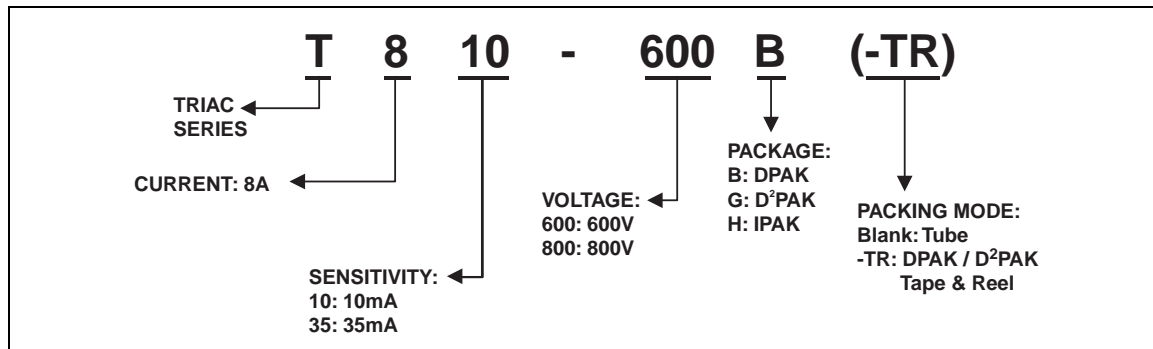 T 8 10 - 600 B (-TR)
TRIAC
SERIES
CURRENT: 8A
SENSITIVITY:
10: 10mA
35: 35mA
VOLTAGE:
600: 600V
800: 800V
PACKAGE:
B: DPAK
G: D²PAK
H: IPAK
PACKING MODE:
Blank: Tube
-TR: DPAK / D²PAK
Tape & Reel